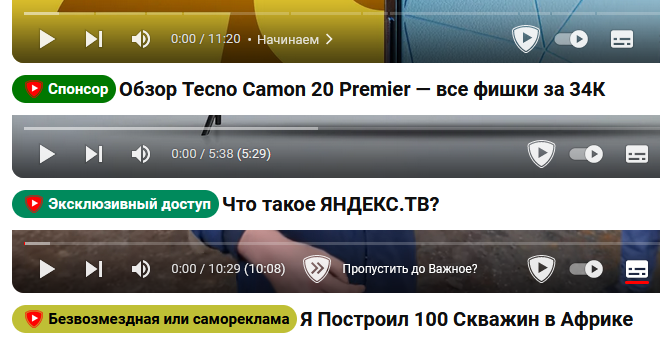 0:00 / 11:20 • Начинаем
Спонсор Обзор Tecno Camon 20 Premier — все фишки за 34К
0:00 / 5:38 (5:29)
Эксклюзивный доступ Что такое ЯНДЕКС.ТВ?
0:00 / 10:29 (10:08) Пропустить до Важное?
Безвозмездная или самореклама Я Построил 100 Скважин в Африке